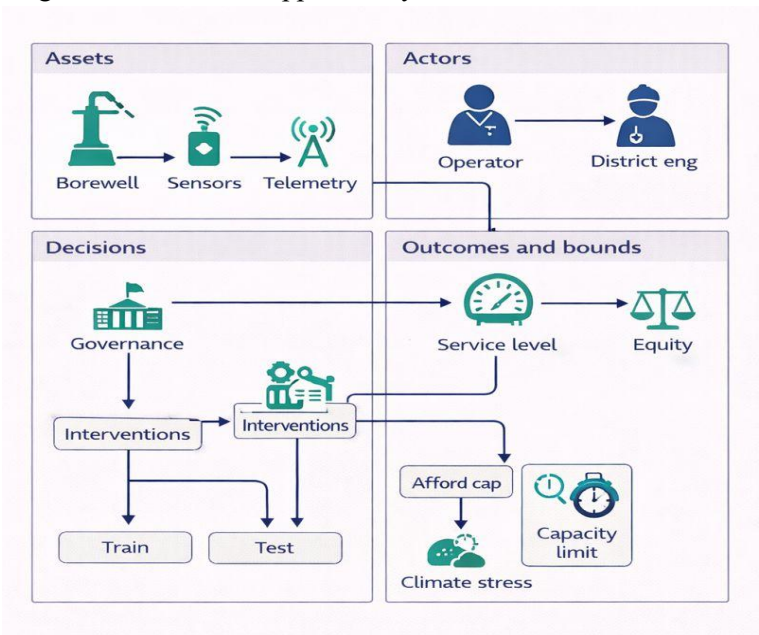 Assets
Actors
Borewell
Sensors
Telemetry
Operator
District eng
Decisions
Outcomes and bounds
Governance
Service level
Equity
Interventions
Interventions
Afford cap
Train
Test
Capacity
limit
Climate stress